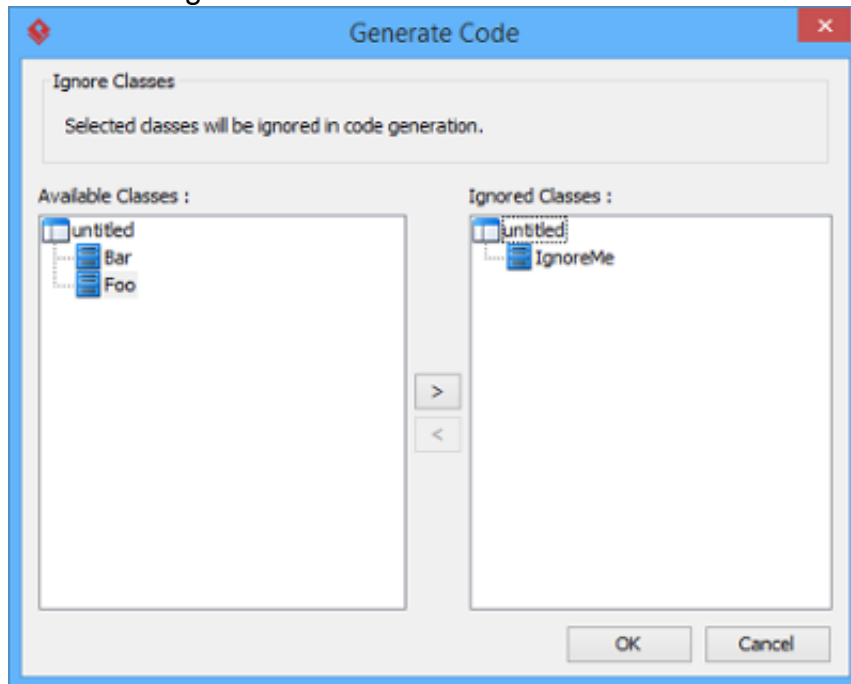 Generate Code
Ignore Classes
Selected classes will be ignored in code generation.
Available Classes :
untitled
Bar
Foo
>
<
Ignored Classes :
untitled
IgnoreMe
OK
Cancel